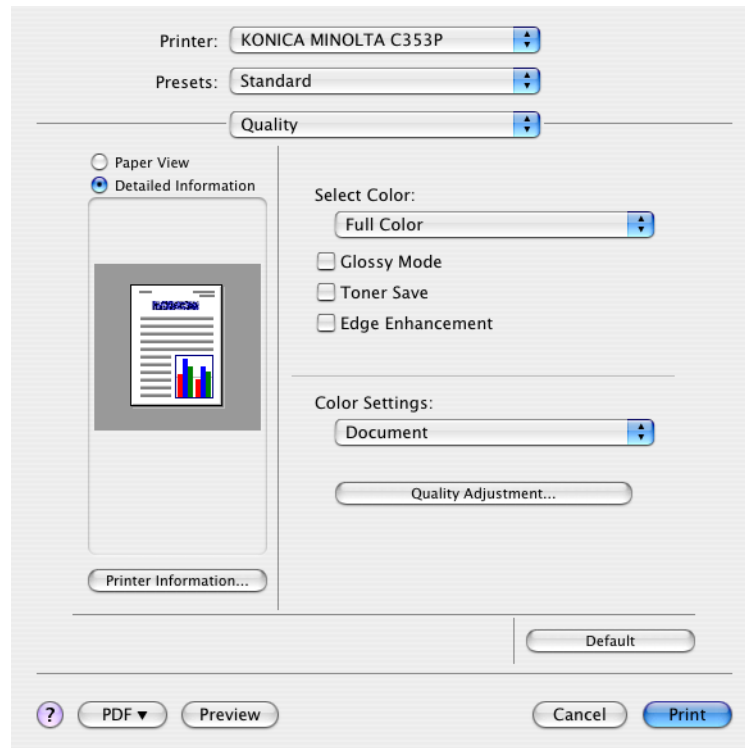 Printer: KONICA MINOLTA C353P
Presets: Standard
Quality
Paper View
Detailed Information
Select Color:
Full Color
Glossy Mode
Toner Save
Edge Enhancement
Color Settings:
Document
Quality Adjustment...
Printer Information...
Default
? PDF ▼ Preview Cancel Print